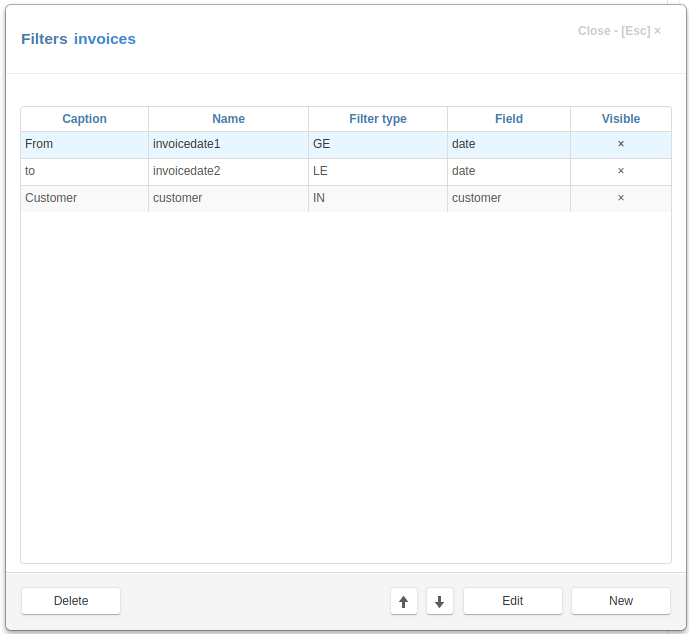 Filters invoices
Close - [Esc] ×
Caption Name Filter type Field Visible
From invoicedate1 GE date ×
to invoicedate2 LE date ×
Customer customer IN customer ×
Delete Edit New